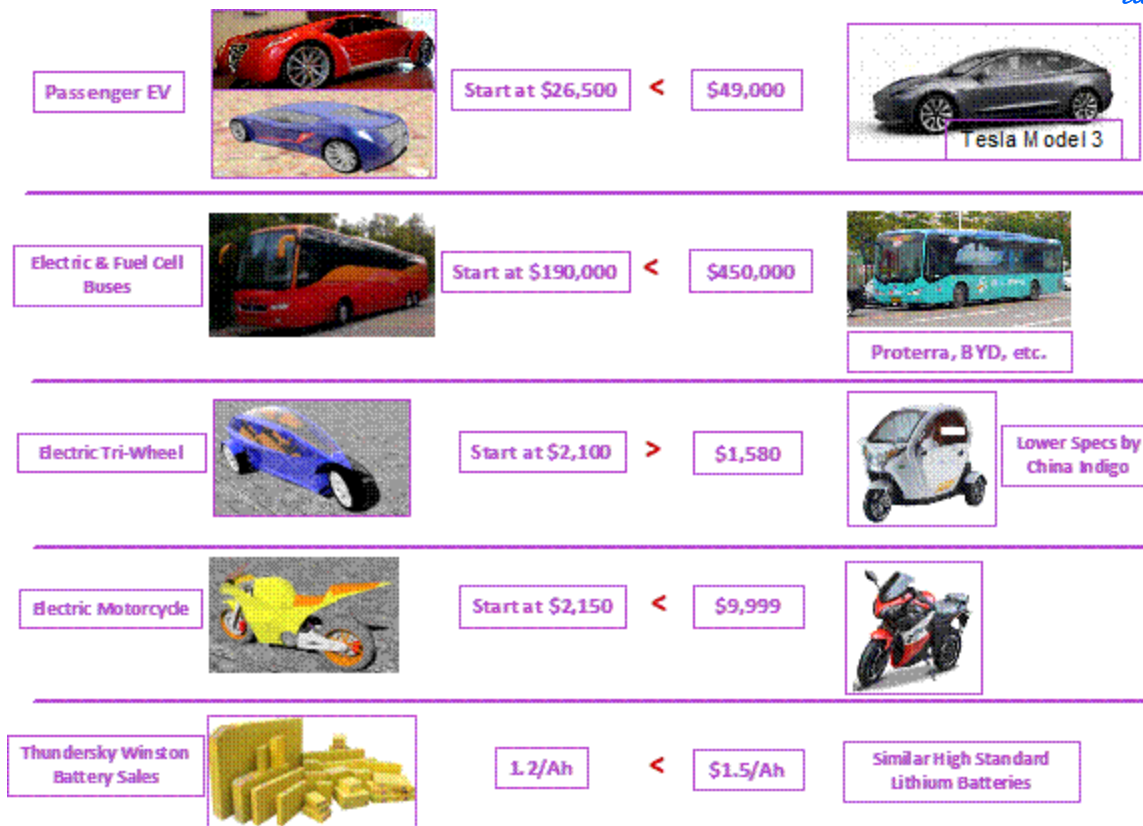 Passenger EV
Start at $26,500
<
$49,000
Tesla Model 3
Electric & Fuel Cell
Buses
Start at $190,000
<
$450,000
Proterra, BYD, etc.
Electric Tri-Wheel
Start at $2,100
>
$1,580
Lower Specs by
China Indigo
Electric Motorcycle
Start at $2,150
<
$9,999
Thundersky Winston
Battery Sales
1.2/Ah
<
$1.5/Ah
Similar High Standard
Lithium Batteries